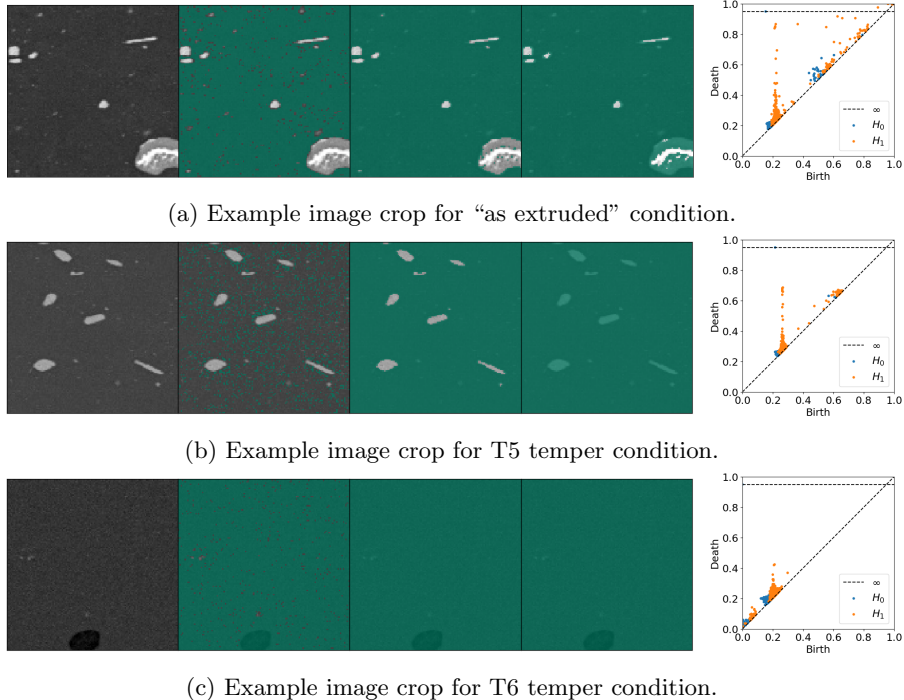 1.0
0.8
0.6
0.4
0.2
0.0
Death
0.0 0.2 0.4 0.6 0.8 1.0
Birth
∞
H₀
H₁
(a) Example image crop for “as extruded” condition.
1.0
0.8
0.6
0.4
0.2
0.0
Death
0.0 0.2 0.4 0.6 0.8 1.0
Birth
∞
H₀
H₁
(b) Example image crop for T5 temper condition.
1.0
0.8
0.6
0.4
0.2
0.0
Death
0.0 0.2 0.4 0.6 0.8 1.0
Birth
∞
H₀
H₁
(c) Example image crop for T6 temper condition.